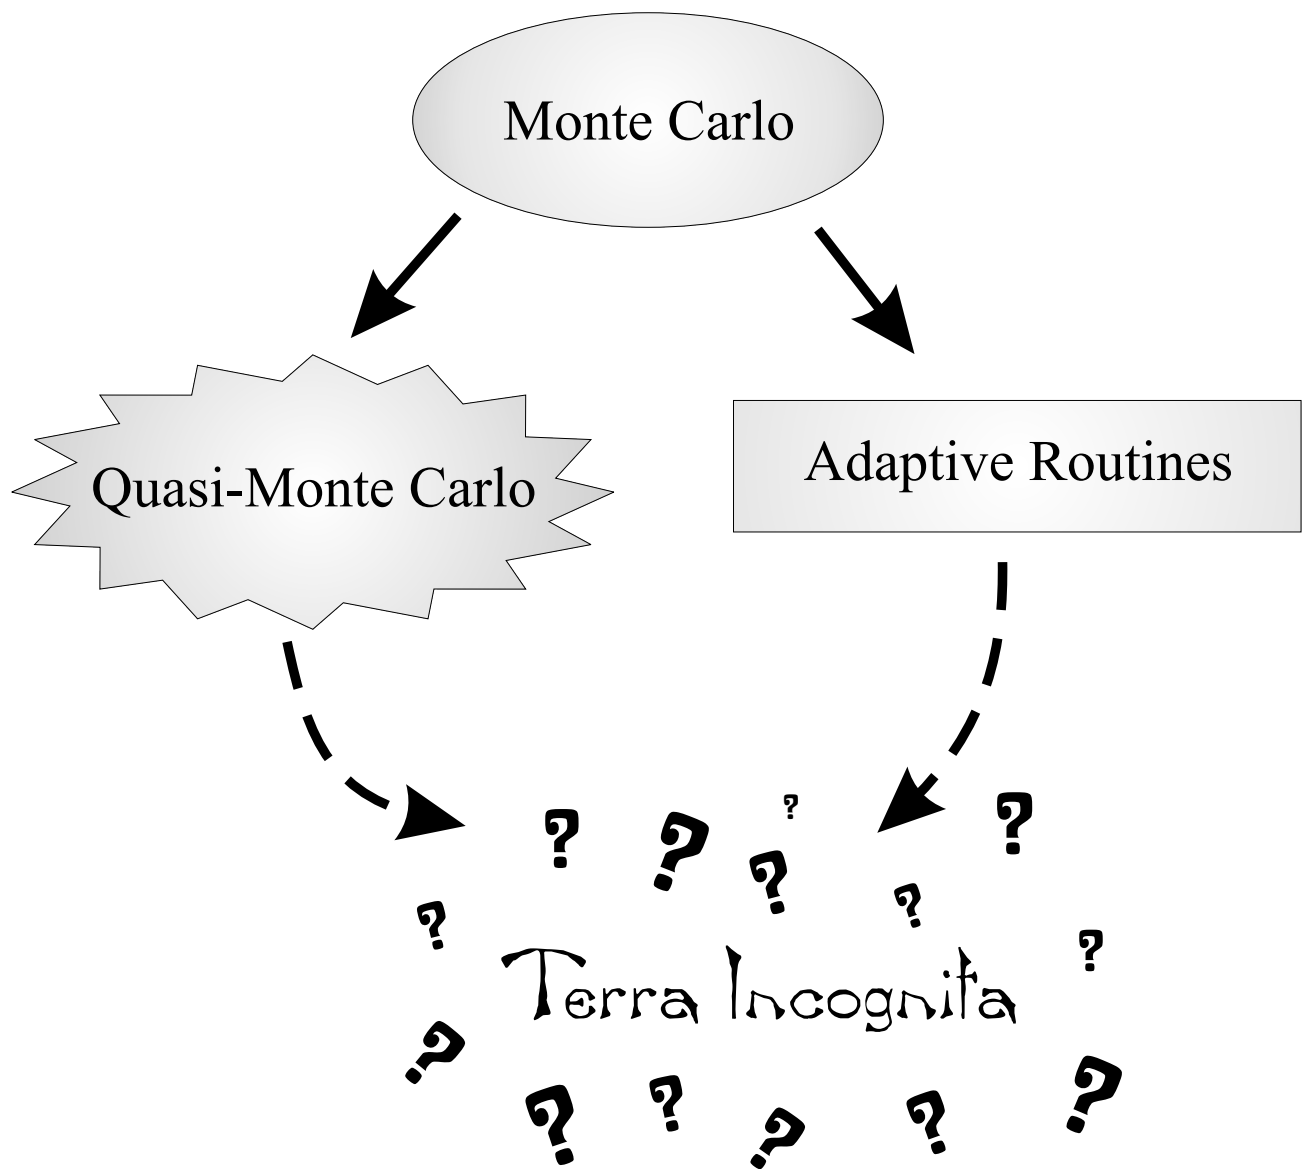 Monte Carlo
Quasi-Monte Carlo
Adaptive Routines
? ? ? ? ?
? ? ? ?
Terra Incognita
? ? ? ? ? ?